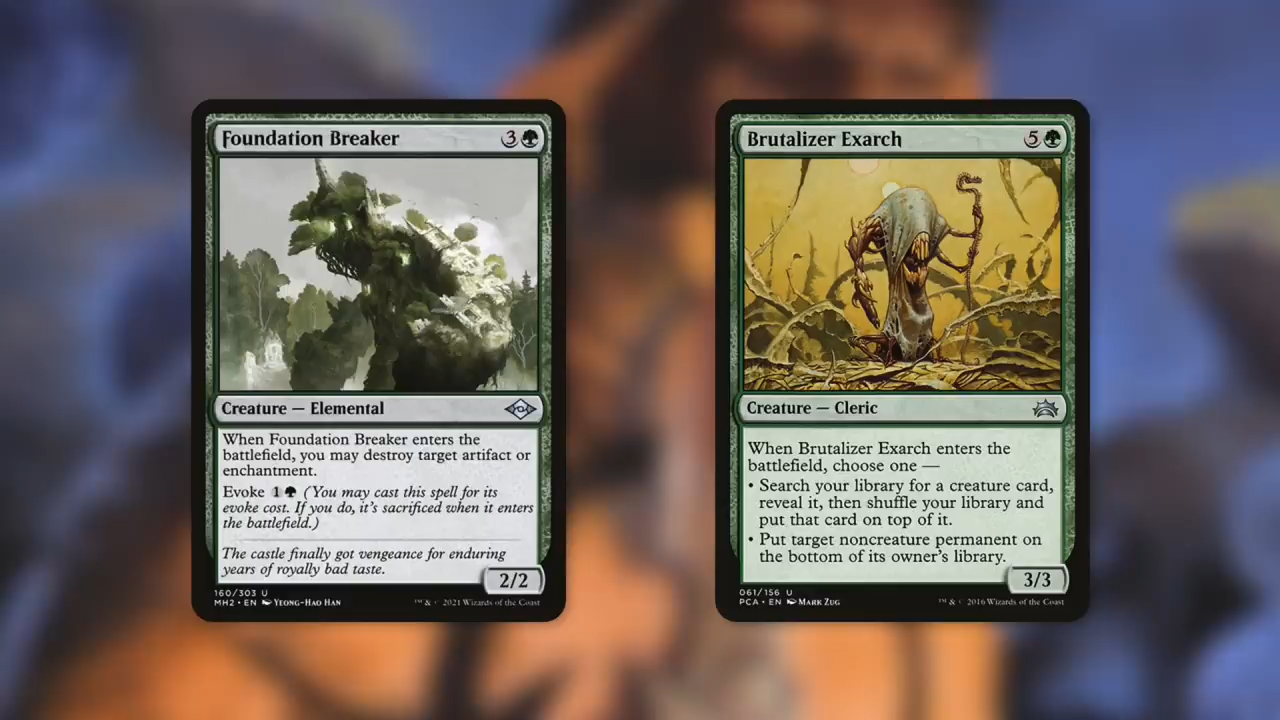 Foundation Breaker 3
Creature — Elemental
When Foundation Breaker enters the
battlefield, you may destroy target artifact or
enchantment.
Evoke 1 (You may cast this spell for its
evoke cost. If you do, it's sacrificed when it enters
the battlefield.)
The castle finally got vengeance for enduring
years of royally bad taste.
2/2
160/303 U
MH2 • EN Yeong-Hao Han
™ & © 2021 Wizards of the Coast
Brutalizer Exarch 5
Creature — Cleric
When Brutalizer Exarch enters the
battlefield, choose one —
• Search your library for a creature card,
reveal it, then shuffle your library and
put that card on top of it.
• Put target noncreature permanent on
the bottom of its owner's library.
3/3
061/156 U
PCA • EN Mark Zug
™ & © 2016 Wizards of the Coast